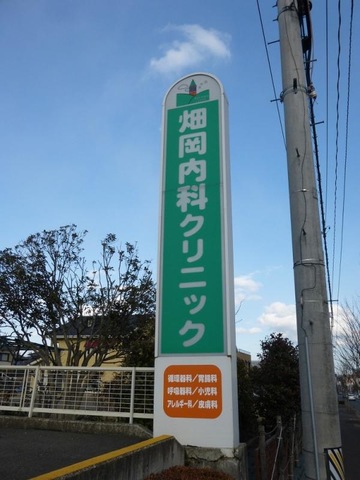 畑岡内科クリニック
循環器科／胃腸科
呼吸器科／小児科
アレルギー科／皮膚科